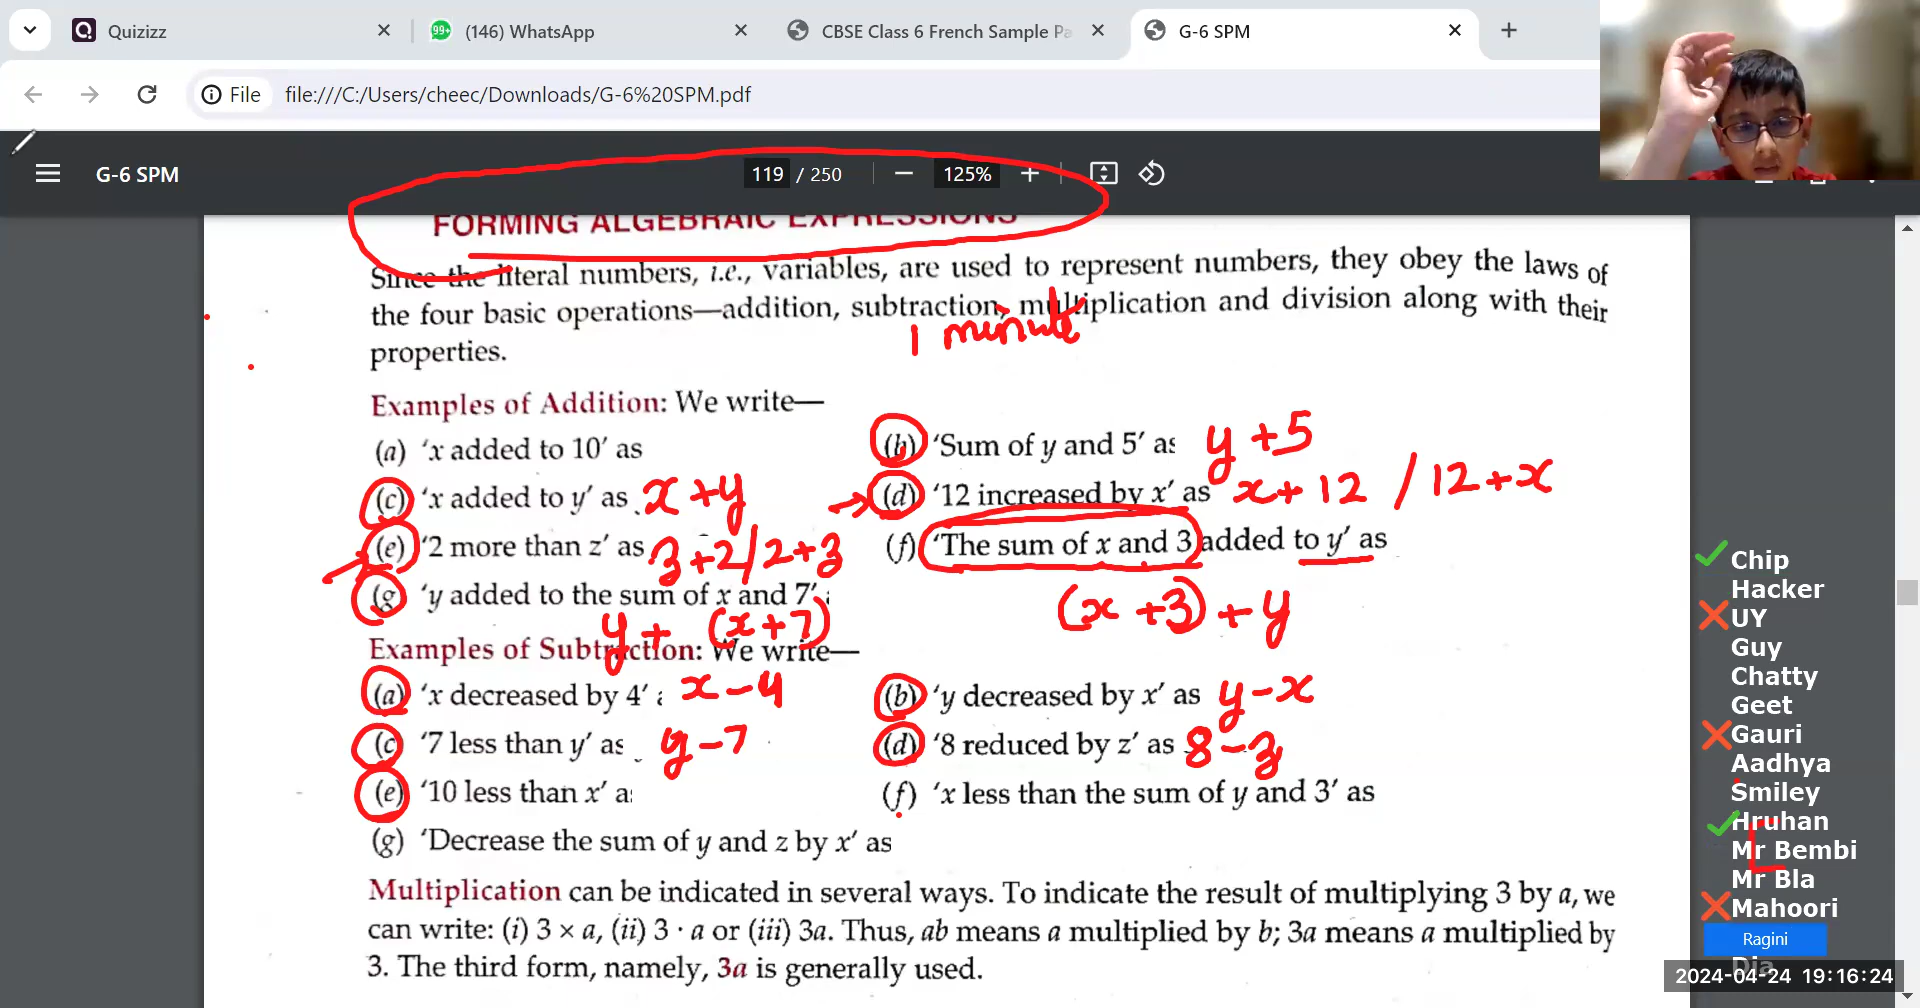 Quizizz
(146) WhatsApp
CBSE Class 6 French Sample Pa
G-6 SPM
File file:///C:/Users/cheec/Downloads/G-6%20SPM.pdf
G-6 SPM
119 / 250
125%
FORMING ALGEBRAIC EXPRESSIONS
Since the literal numbers, i.e., variables, are used to represent numbers, they obey the laws of
the four basic operations—addition, subtraction, multiplication and division along with their
1 minute
properties.
Examples of Addition: We write—
(a) ‘x added to 10’ as
(b) ‘Sum of y and 5’ as y + 5
(c) ‘x added to y’ as x + y
(d) ‘12 increased by x’ as x + 12 / 12 + x
(e) ‘2 more than z’ as z + 2 / 2 + z
(f) ‘The sum of x and 3 added to y’ as
(x + 3) + y
(g ‘y added to the sum of x and 7’
y + (x + 7)
Examples of Subtraction: We write—
(a) ‘x decreased by 4’ x - 4
(b) ‘y decreased by x’ as y - x
(c ‘7 less than y’ as y - 7
(d) ‘8 reduced by z’ as 8 - z
(e) ‘10 less than x’ a
(f) ‘x less than the sum of y and 3’ as
(g) ‘Decrease the sum of y and z by x’ as
Multiplication can be indicated in several ways. To indicate the result of multiplying 3 by a, we
can write: (i) 3 × a, (ii) 3 · a or (iii) 3a. Thus, ab means a multiplied by b; 3a means a multiplied by
3. The third form, namely, 3a is generally used.
Chip
Hacker
UY
Guy
Chatty
Geet
Gauri
Aadhya
Smiley
Hruhan
Mr Bembi
Mr Bla
Mahoori
Ragini
Dia
2024-04-24 19:16:24